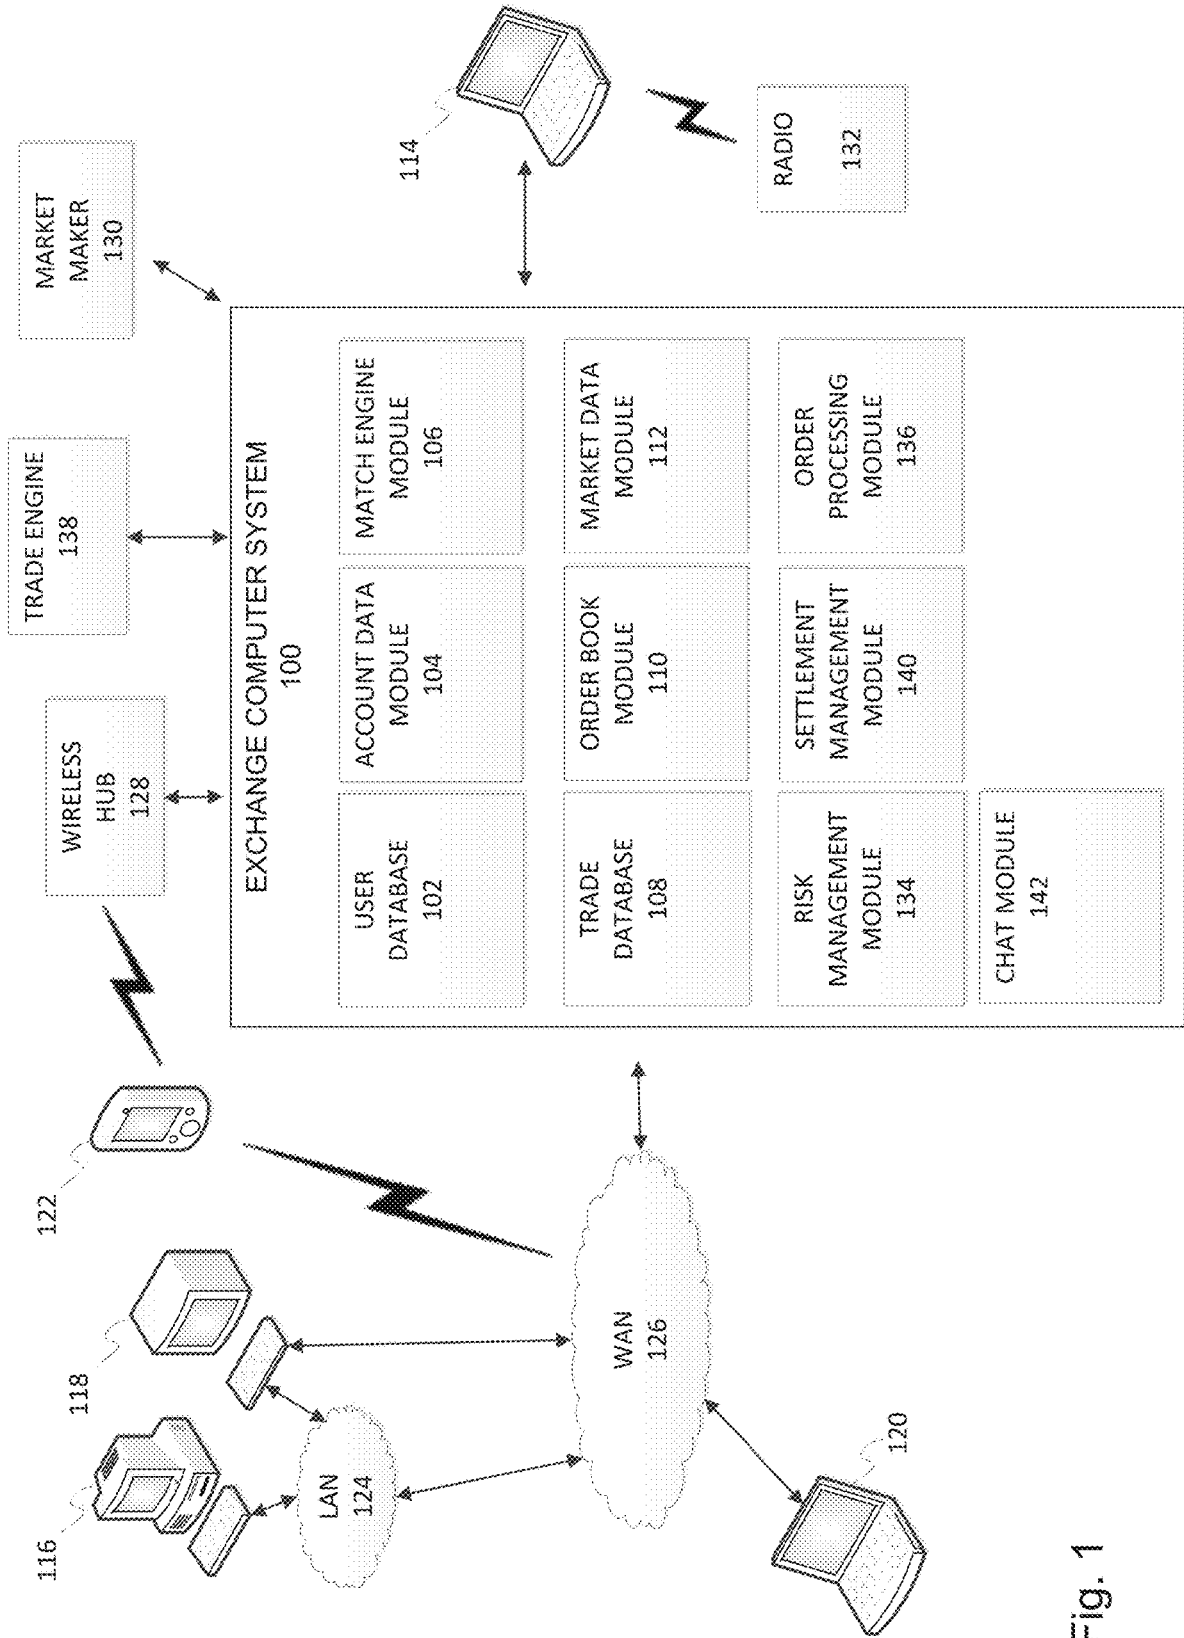 116
118
122
WIRELESS
HUB
128
TRADE ENGINE
138
MARKET
MAKER
130
LAN
124
WAN
126
120
EXCHANGE COMPUTER SYSTEM
100
USER
DATABASE
102
ACCOUNT DATA
MODULE
104
MATCH ENGINE
MODULE
106
TRADE
DATABASE
108
ORDER BOOK
MODULE
110
MARKET DATA
MODULE
112
RISK
MANAGEMENT
MODULE
134
SETTLEMENT
MANAGEMENT
MODULE
140
ORDER
PROCESSING
MODULE
136
CHAT MODULE
142
114
RADIO
132
Fig. 1